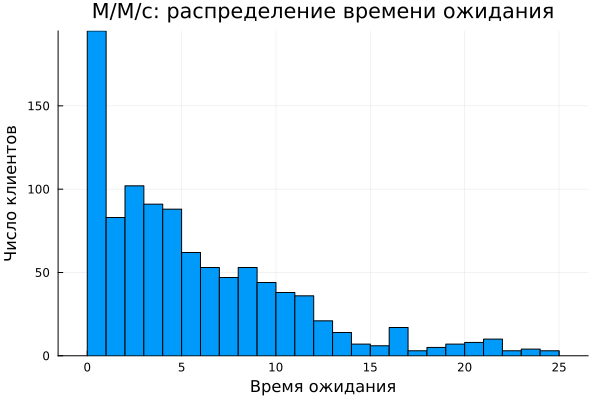 M/M/c: распределение времени ожидания
Число клиентов
150
100
50
0
0 5 10 15 20 25
Время ожидания